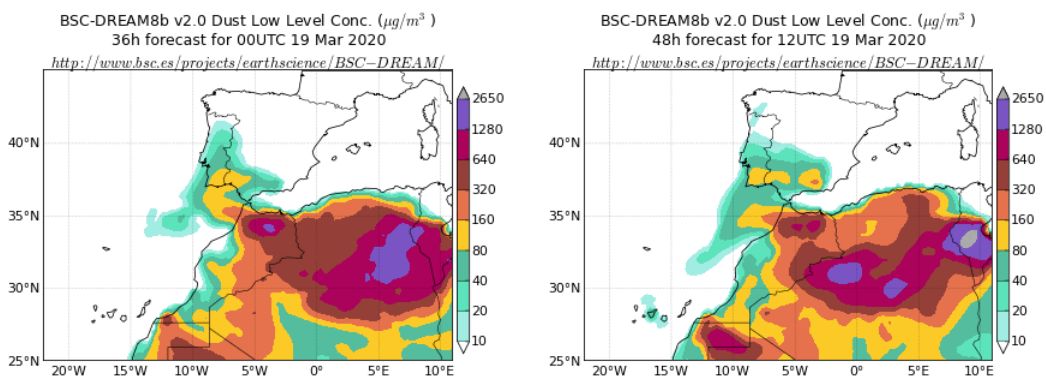 BSC-DREAM8b v2.0 Dust Low Level Conc. (μg/m³ )
36h forecast for 00UTC 19 Mar 2020
http://www.bsc.es/projects/earthscience/BSC−DREAM/
40°N
35°N
30°N
25°N
20°W 15°W 10°W 5°W 0° 5°E 10°E
2650
1280
640
320
160
80
40
20
10
BSC-DREAM8b v2.0 Dust Low Level Conc. (μg/m³ )
48h forecast for 12UTC 19 Mar 2020
http://www.bsc.es/projects/earthscience/BSC−DREAM/
40°N
35°N
30°N
25°N
20°W 15°W 10°W 5°W 0° 5°E 10°E
2650
1280
640
320
160
80
40
20
10